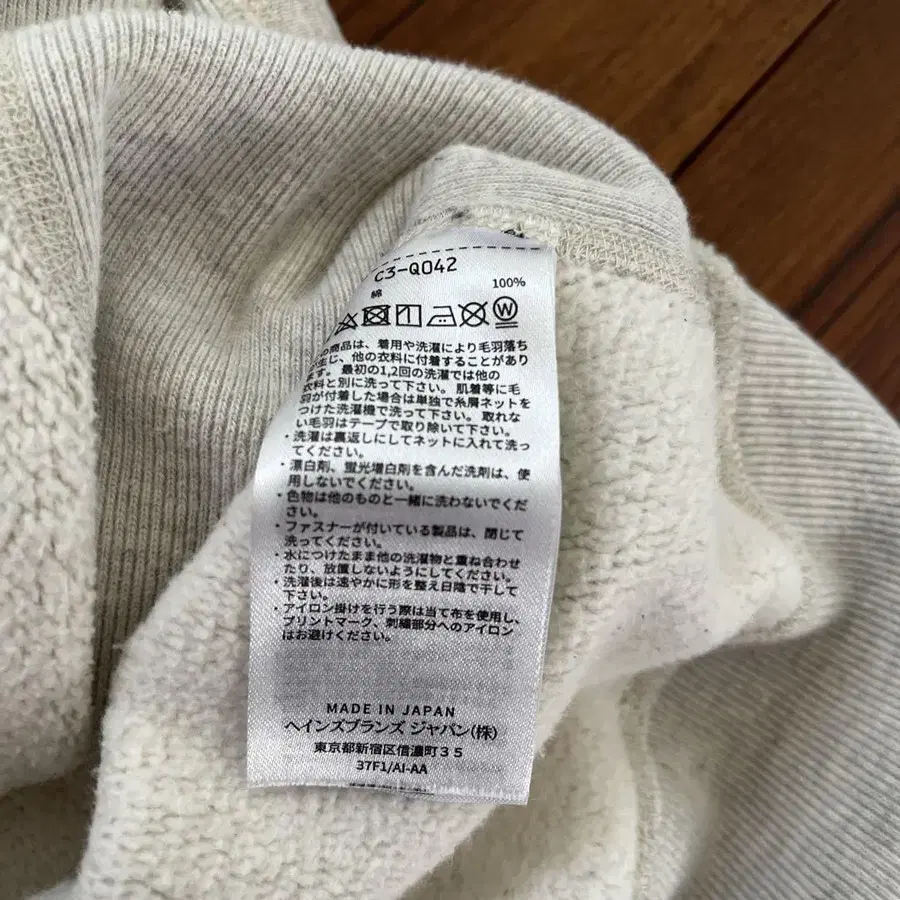 C3-Q042
綿 100%
の商品は、着用や洗濯により毛羽落ち
生じ、他の衣料に付着することがあり
ます。最初の1,2回の洗濯では他の
衣料と別に洗って下さい。肌着等に毛
羽が付着した場合は単独で糸屑ネットを
つけた洗濯機で洗って下さい。取れな
い毛羽はテープで取り除いて下さい。
・洗濯は裏返しにしてネットに入れて洗っ
てください。
・漂白剤、蛍光増白剤を含んだ洗剤は、使
用しないでください。
・色物は他のものと一緒に洗わないでくだ
さい。
・ファスナーが付いている製品は、閉じて
洗ってください。
・水につけたまま他の洗濯物と重ね合わせ
たり、放置しないようにしてください。
・洗濯後は速やかに形を整え日陰で干して
下さい。
・アイロン掛けを行う際は当て布を使用し、
プリントマーク、刺繍部分へのアイロン
はお避けください。
MADE IN JAPAN
ヘインズブランズ ジャパン(株)
東京都新宿区信濃町35
37F1/AI-AA